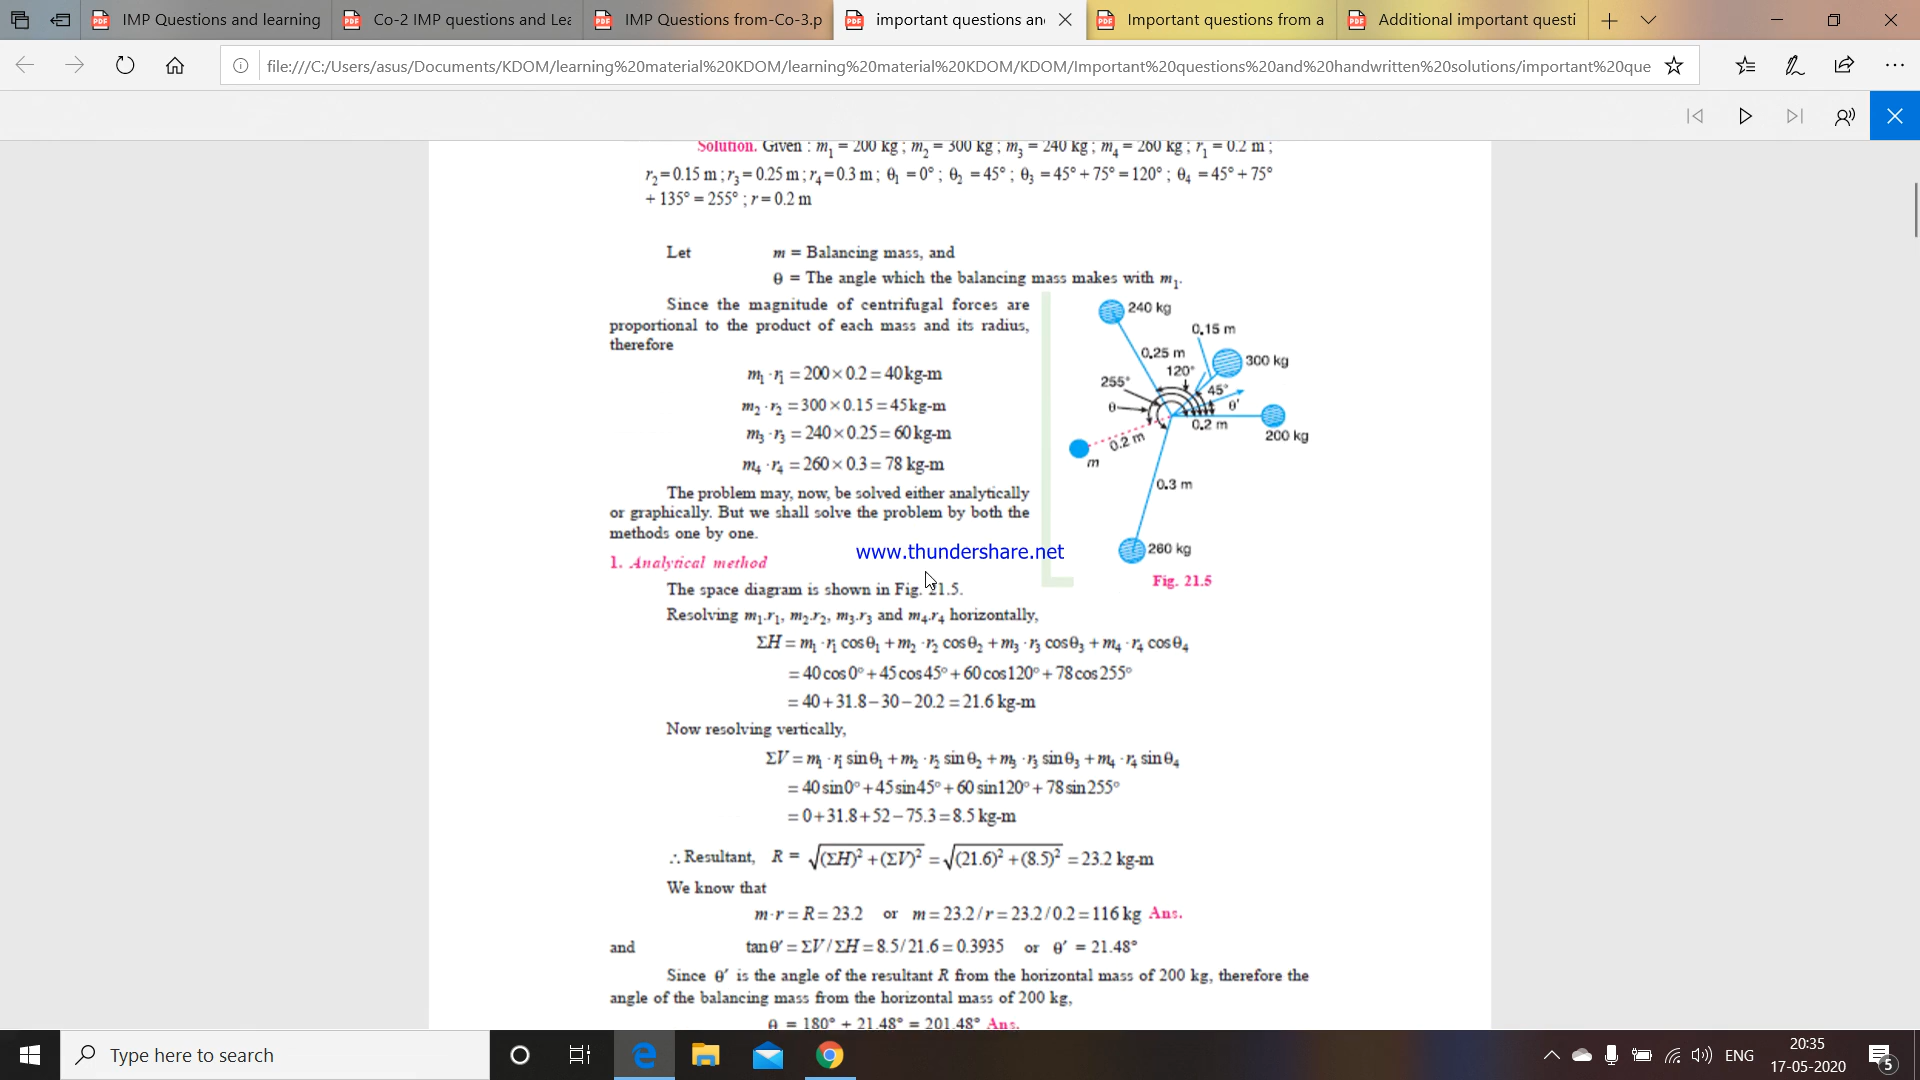 IMP Questions and learning
Co-2 IMP questions and Lea
IMP Questions from-Co-3.p
important questions and
Important questions from a
Additional important questi
file:///C:/Users/asus/Documents/KDOM/learning%20material%20KDOM/learning%20material%20KDOM/KDOM/Important%20questions%20and%20handwritten%20solutions/important%20que
Solution. Given : m₁ = 200 kg ; m₂ = 300 kg ; m₃ = 240 kg ; m₄ = 260 kg ; r₁ = 0.2 m ;
r₂ = 0.15 m ; r₃ = 0.25 m ; r₄ = 0.3 m ; θ₁ = 0° ; θ₂ = 45° ; θ₃ = 45° + 75° = 120° ; θ₄ = 45° + 75°
+ 135° = 255° ; r = 0.2 m
Let m = Balancing mass, and
θ = The angle which the balancing mass makes with m₁.
Since the magnitude of centrifugal forces are
proportional to the product of each mass and its radius,
therefore
m₁ · r₁ = 200 × 0.2 = 40 kg-m
m₂ · r₂ = 300 × 0.15 = 45 kg-m
m₃ · r₃ = 240 × 0.25 = 60 kg-m
m₄ · r₄ = 260 × 0.3 = 78 kg-m
The problem may, now, be solved either analytically
or graphically. But we shall solve the problem by both the
methods one by one.
240 kg
0.15 m
0.25 m
300 kg
120°
255°
45°
θ
θ′
0.2 m
200 kg
0.2 m
m
0.3 m
260 kg
Fig. 21.5
www.thundershare.net
1. Analytical method
The space diagram is shown in Fig. 21.5.
Resolving m₁.r₁, m₂.r₂, m₃.r₃ and m₄.r₄ horizontally,
ΣH = m₁ · r₁ cos θ₁ + m₂ · r₂ cos θ₂ + m₃ · r₃ cos θ₃ + m₄ · r₄ cos θ₄
= 40 cos 0° + 45 cos 45° + 60 cos 120° + 78 cos 255°
= 40 + 31.8 – 30 – 20.2 = 21.6 kg-m
Now resolving vertically,
ΣV = m₁ · r₁ sin θ₁ + m₂ · r₂ sin θ₂ + m₃ · r₃ sin θ₃ + m₄ · r₄ sin θ₄
= 40 sin 0° + 45 sin 45° + 60 sin 120° + 78 sin 255°
= 0 + 31.8 + 52 – 75.3 = 8.5 kg-m
∴ Resultant, R = √(ΣH)² + (ΣV)² = √(21.6)² + (8.5)² = 23.2 kg-m
We know that
m · r = R = 23.2 or m = 23.2 / r = 23.2 / 0.2 = 116 kg Ans.
and tan θ′ = ΣV / ΣH = 8.5 / 21.6 = 0.3935 or θ′ = 21.48°
Since θ′ is the angle of the resultant R from the horizontal mass of 200 kg, therefore the
angle of the balancing mass from the horizontal mass of 200 kg,
θ = 180° + 21.48° = 201.48° Ans.
Type here to search
ENG
20:35
17-05-2020
5